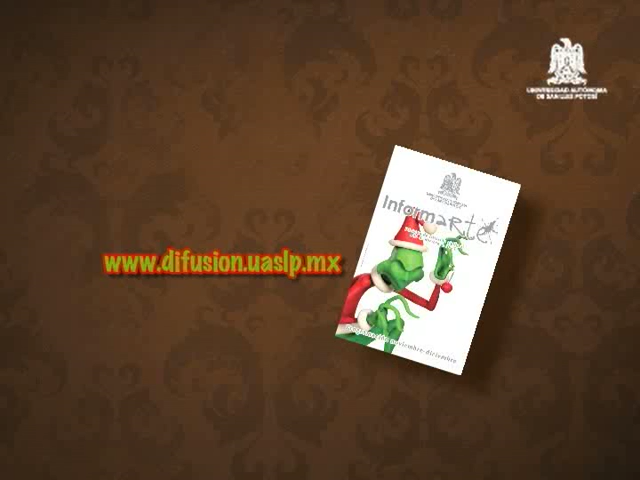 UNIVERSIDAD AUTÓNOMA
DE SAN LUIS POTOSÍ
InformARTE
www.difusion.uaslp.mx
noviembre-diciembre